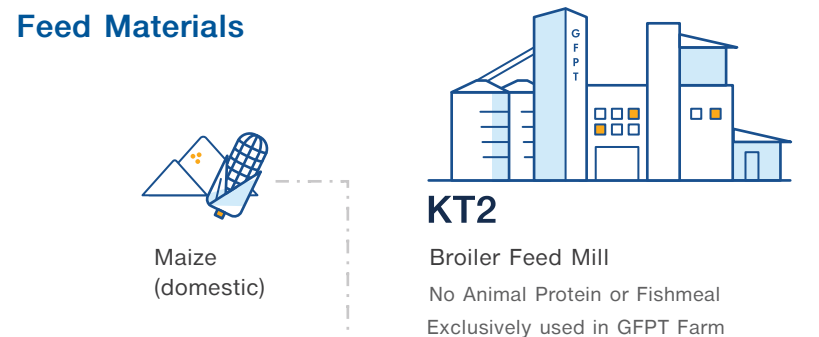 Feed Materials
GFPT
KT2
Maize
(domestic)
Broiler Feed Mill
No Animal Protein or Fishmeal
Exclusively used in GFPT Farm